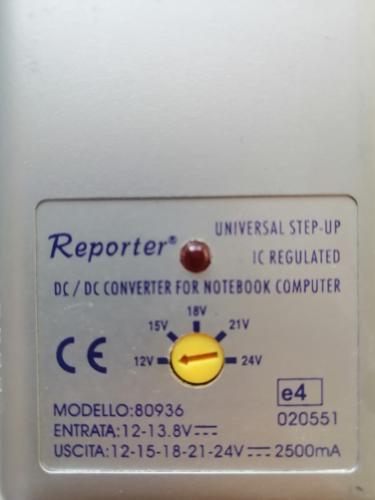 Reporter®
UNIVERSAL STEP-UP
IC REGULATED
DC / DC CONVERTER FOR NOTEBOOK COMPUTER
18V
15V 21V
12V 24V
CE
e4
020551
MODELLO:80936
ENTRATA:12-13.8V⎓
USCITA:12-15-18-21-24V⎓2500mA